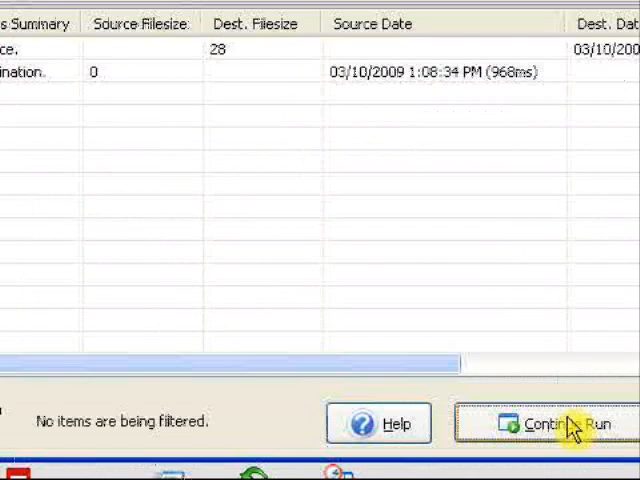 s Summary Source Filesize Dest. Filesize Source Date Dest. Dat
ce. 28 03/10/200
ination. 0 03/10/2009 1:08:34 PM (968ms)
No items are being filtered. Help Contin Run